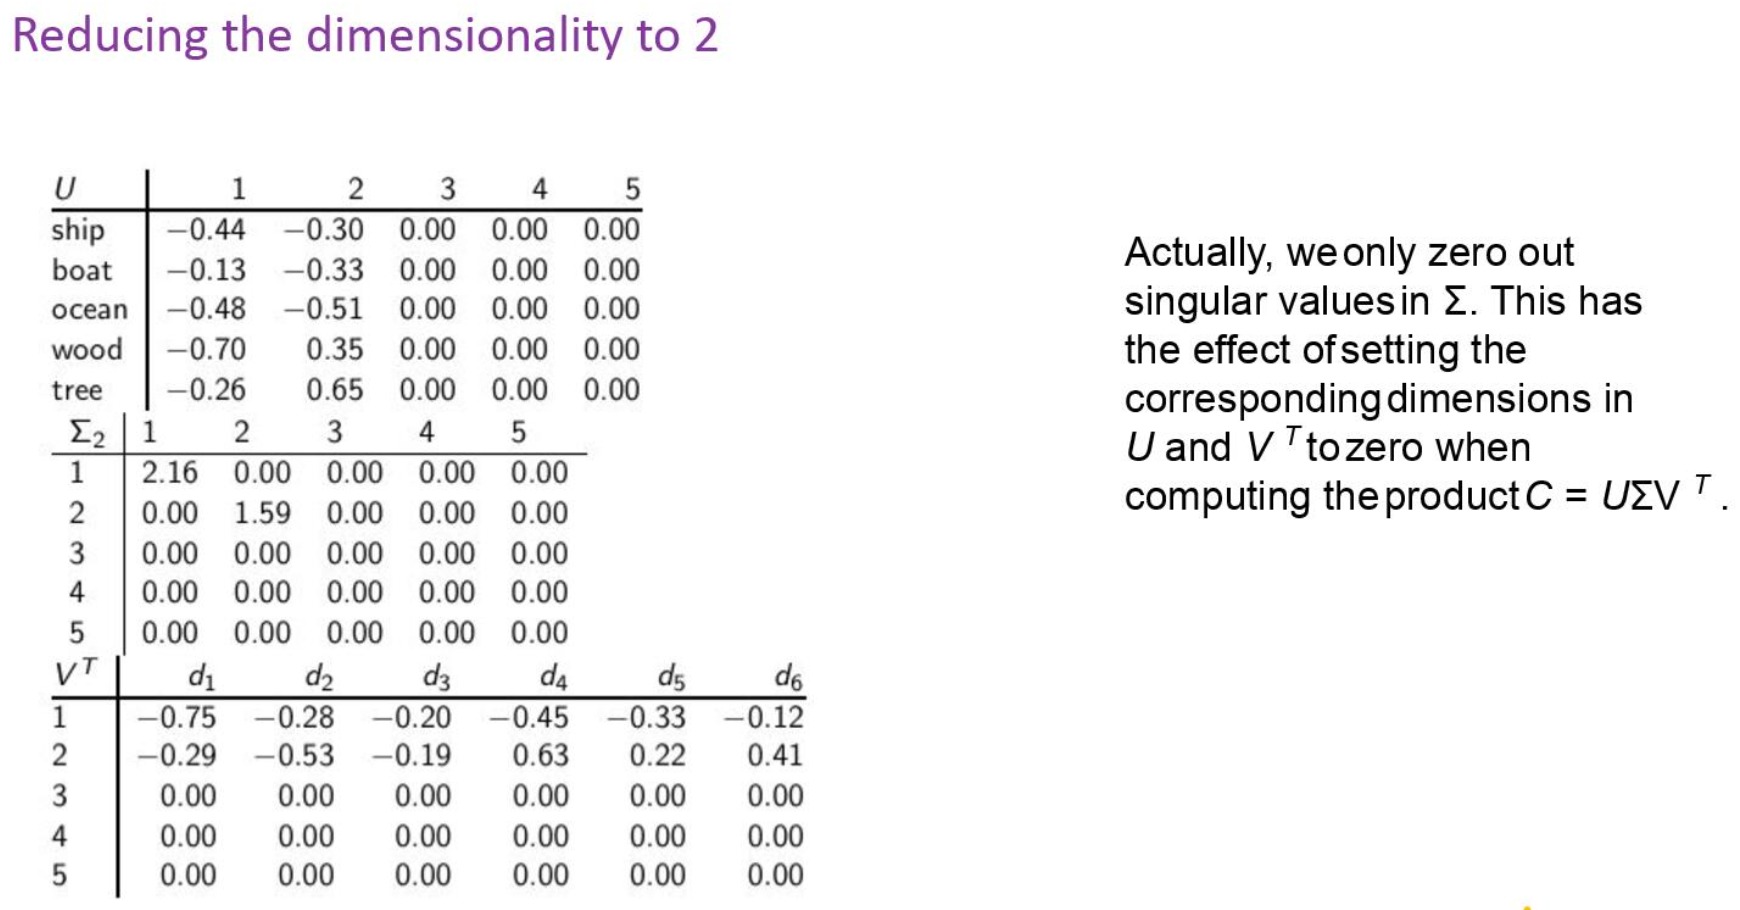 Reducing the dimensionality to 2
U 1 2 3 4 5
ship −0.44 −0.30 0.00 0.00 0.00
boat −0.13 −0.33 0.00 0.00 0.00
ocean −0.48 −0.51 0.00 0.00 0.00
wood −0.70 0.35 0.00 0.00 0.00
tree −0.26 0.65 0.00 0.00 0.00
Σ₂ 1 2 3 4 5
1 2.16 0.00 0.00 0.00 0.00
2 0.00 1.59 0.00 0.00 0.00
3 0.00 0.00 0.00 0.00 0.00
4 0.00 0.00 0.00 0.00 0.00
5 0.00 0.00 0.00 0.00 0.00
Vᵀ d₁ d₂ d₃ d₄ d₅ d₆
1 −0.75 −0.28 −0.20 −0.45 −0.33 −0.12
2 −0.29 −0.53 −0.19 0.63 0.22 0.41
3 0.00 0.00 0.00 0.00 0.00 0.00
4 0.00 0.00 0.00 0.00 0.00 0.00
5 0.00 0.00 0.00 0.00 0.00 0.00
Actually, we only zero out
singular values in Σ. This has
the effect of setting the
corresponding dimensions in
U and V ᵀ to zero when
computing the product C = UΣV ᵀ .